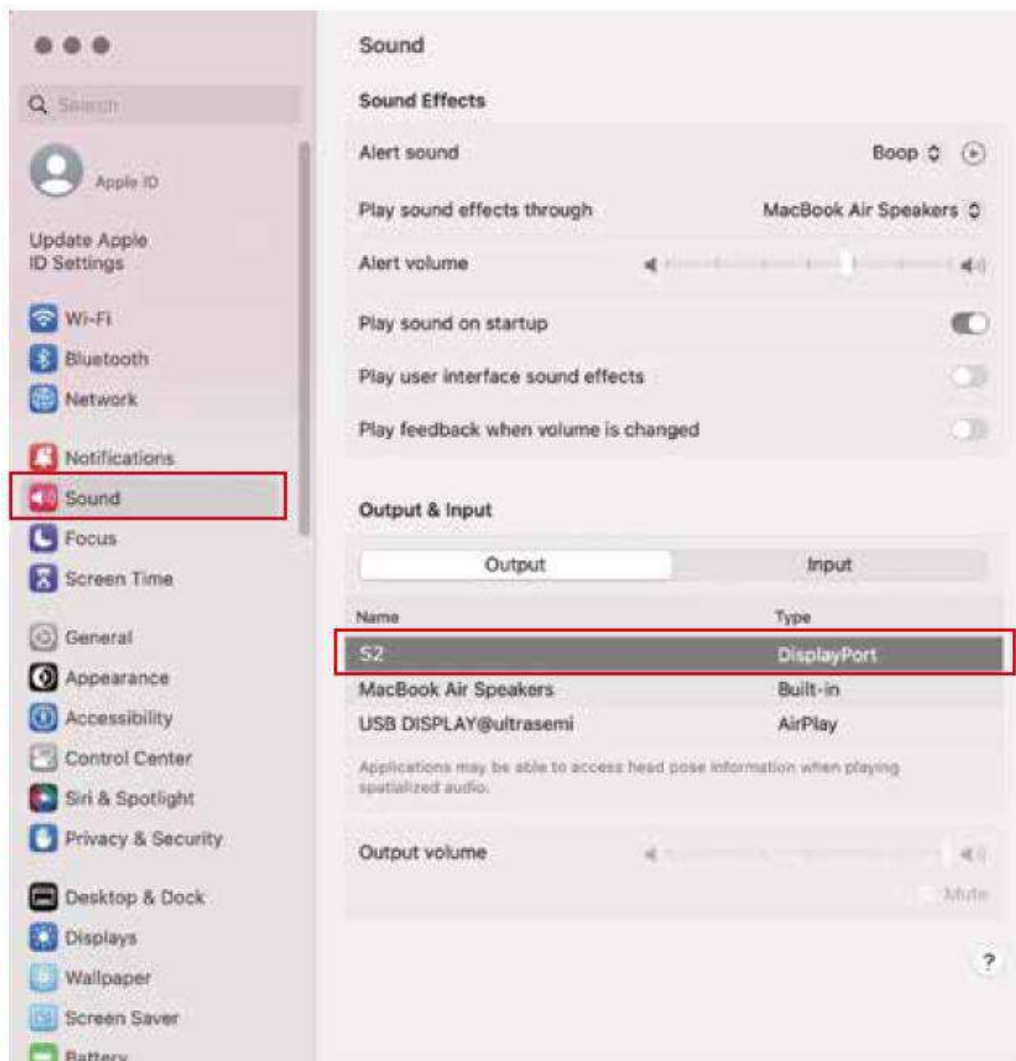 Search
Apple ID
Update Apple
ID Settings
Wi-Fi
Bluetooth
Network
Notifications
Sound
Focus
Screen Time
General
Appearance
Accessibility
Control Center
Siri & Spotlight
Privacy & Security
Desktop & Dock
Displays
Wallpaper
Screen Saver
Battery
Sound
Sound Effects
Alert sound Boop
Play sound effects through MacBook Air Speakers
Alert volume
Play sound on startup
Play user interface sound effects
Play feedback when volume is changed
Output & Input
Output Input
Name Type
S2 DisplayPort
MacBook Air Speakers Built-in
USB DISPLAY@ultrasemi AirPlay
Applications may be able to access head pose information when playing
spatialized audio.
Output volume
Mute
?